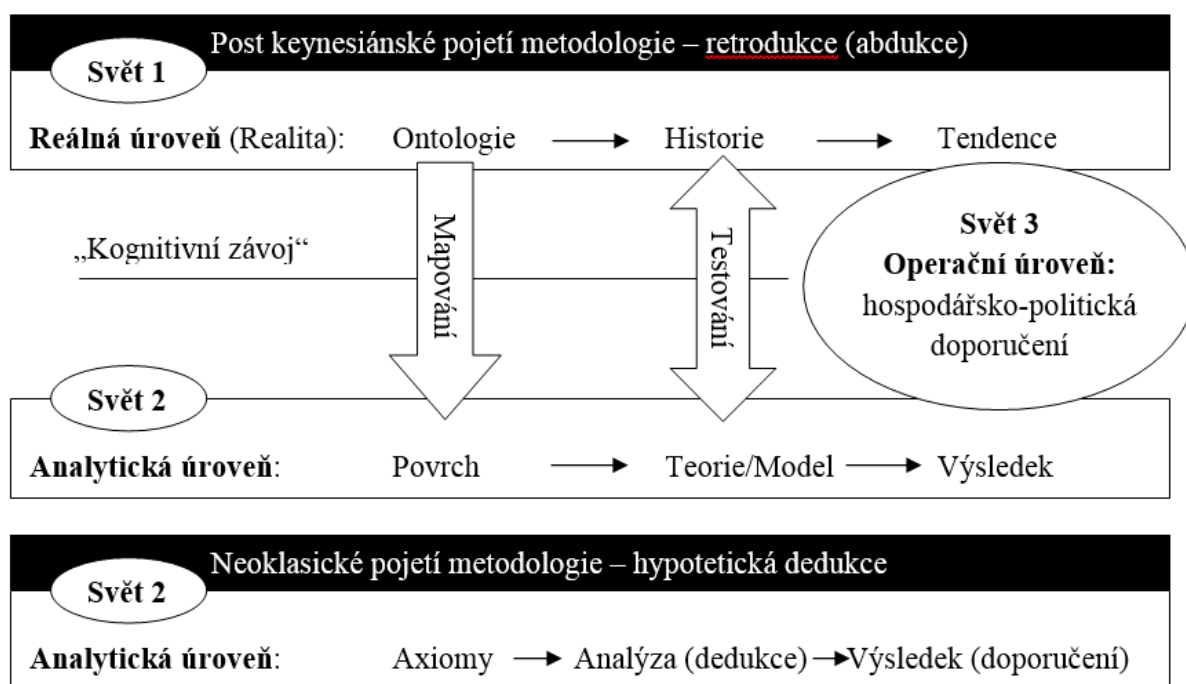 Post keynesiánské pojetí metodologie – retrodukce (abdukce)
Svět 1
Reálná úroveň (Realita): Ontologie Historie Tendence
Mapování
Testování
„Kognitivní závoj“
Svět 3
Operační úroveň:
hospodářsko-politická
doporučení
Svět 2
Analytická úroveň: Povrch Teorie/Model Výsledek
Neoklasické pojetí metodologie – hypotetická dedukce
Svět 2
Analytická úroveň: Axiomy Analýza (dedukce) Výsledek (doporučení)